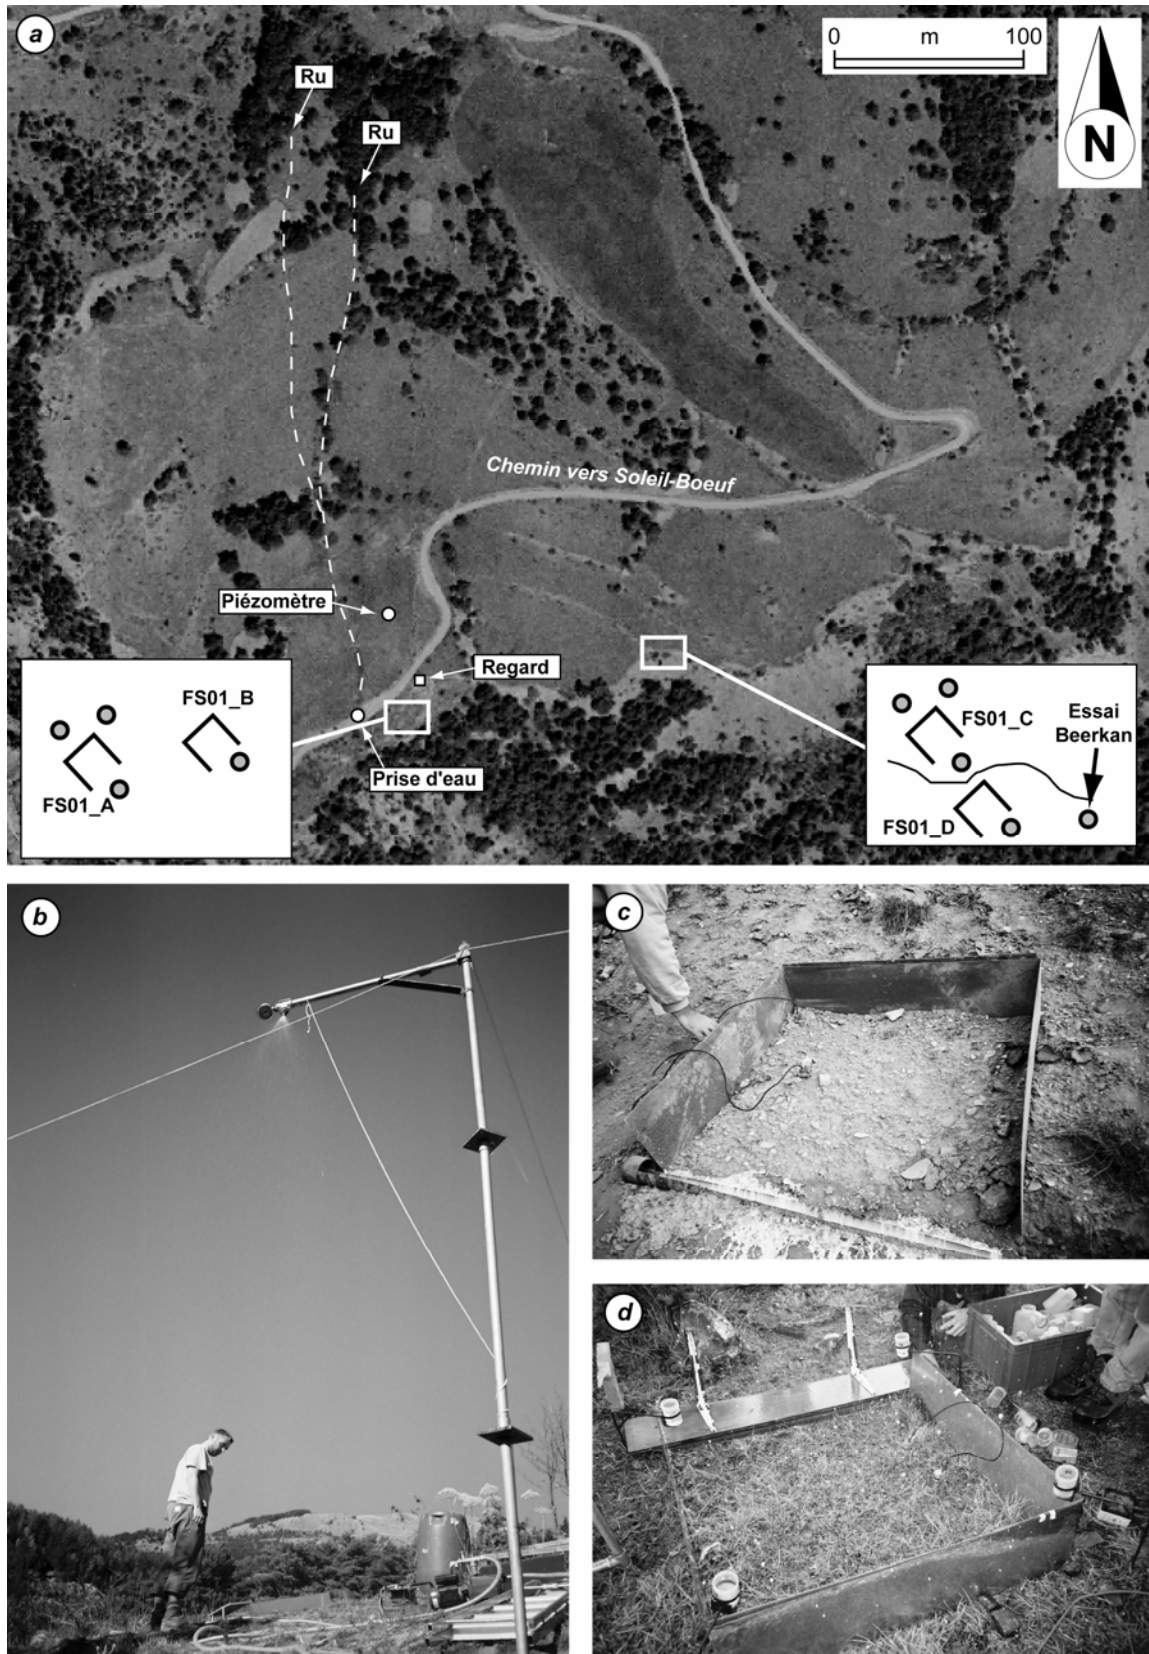 a
0 m 100
N
Ru
Ru
Chemin vers Soleil-Boeuf
Piézomètre
Regard
Prise d'eau
FS01_B
FS01_A
FS01_C
Essai
Beerkan
FS01_D
b
c
d